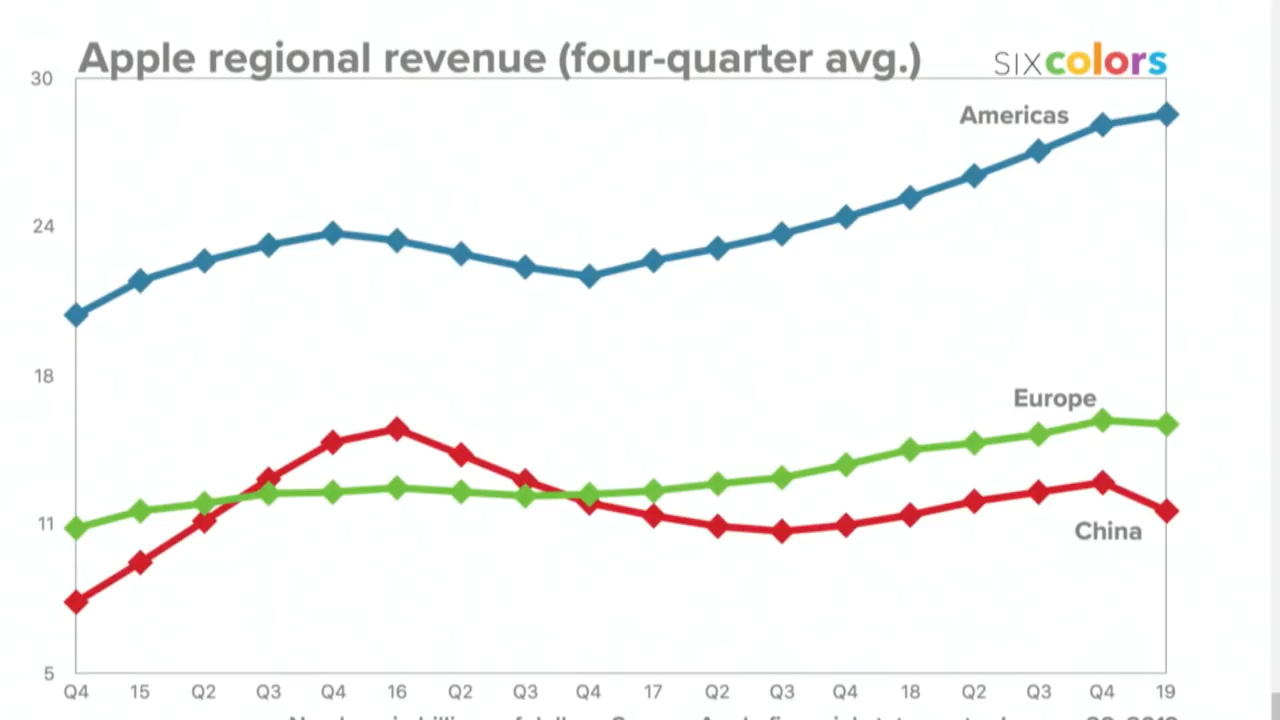 Apple regional revenue (four-quarter avg.)
sixcolors
30
Americas
24
18
Europe
11
China
5
Q4 15 Q2 Q3 Q4 16 Q2 Q3 Q4 17 Q2 Q3 Q4 18 Q2 Q3 Q4 19